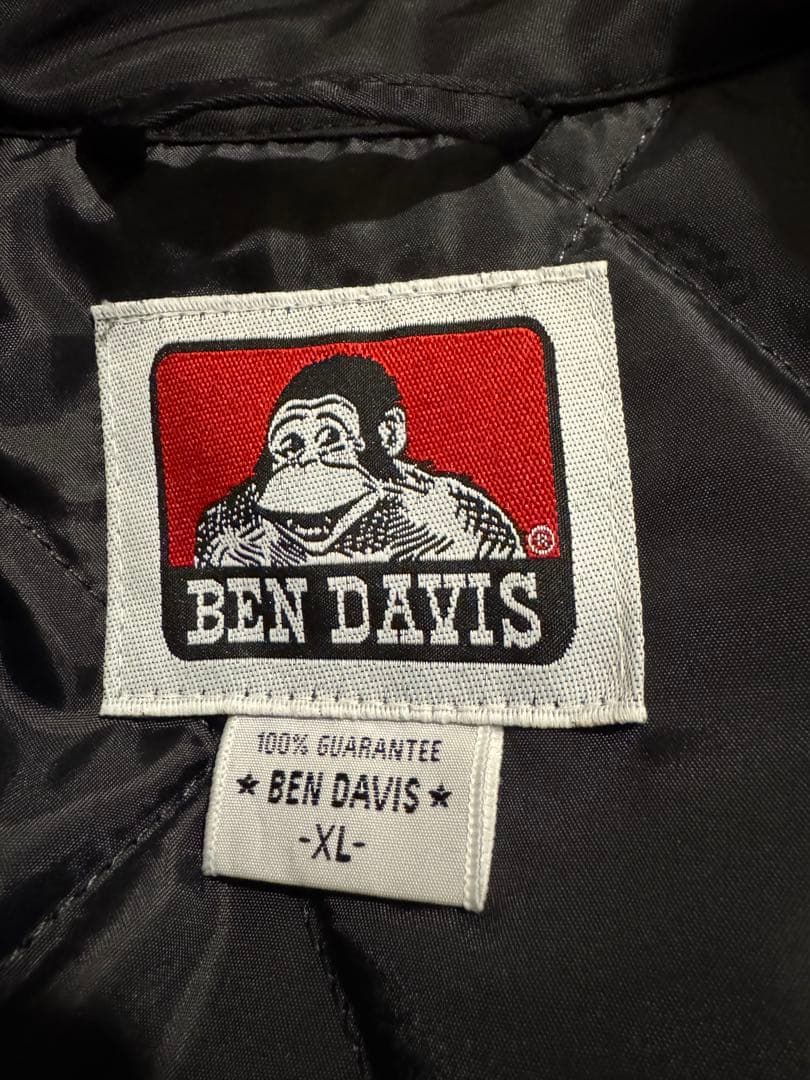 ®
BEN DAVIS
100% GUARANTEE
★ BEN DAVIS ★
-XL-